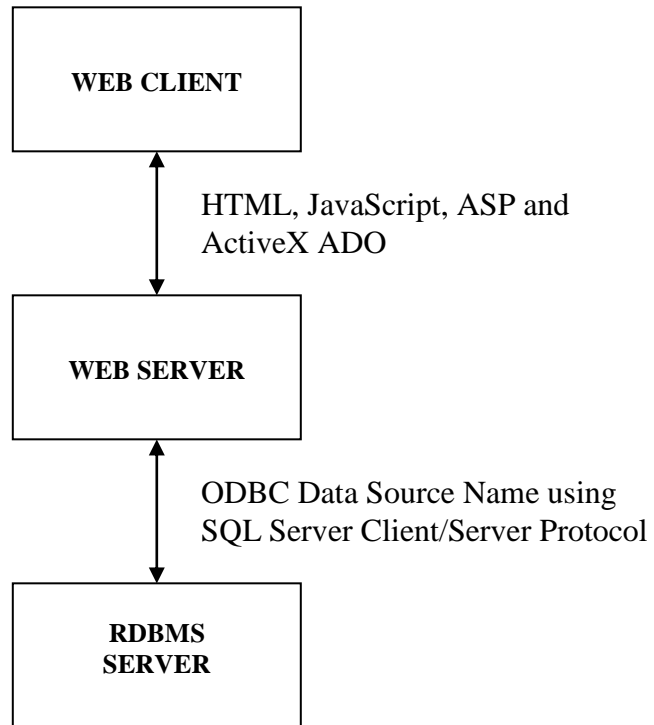 WEB CLIENT
HTML, JavaScript, ASP and
ActiveX ADO
WEB SERVER
ODBC Data Source Name using
SQL Server Client/Server Protocol
RDBMS
SERVER